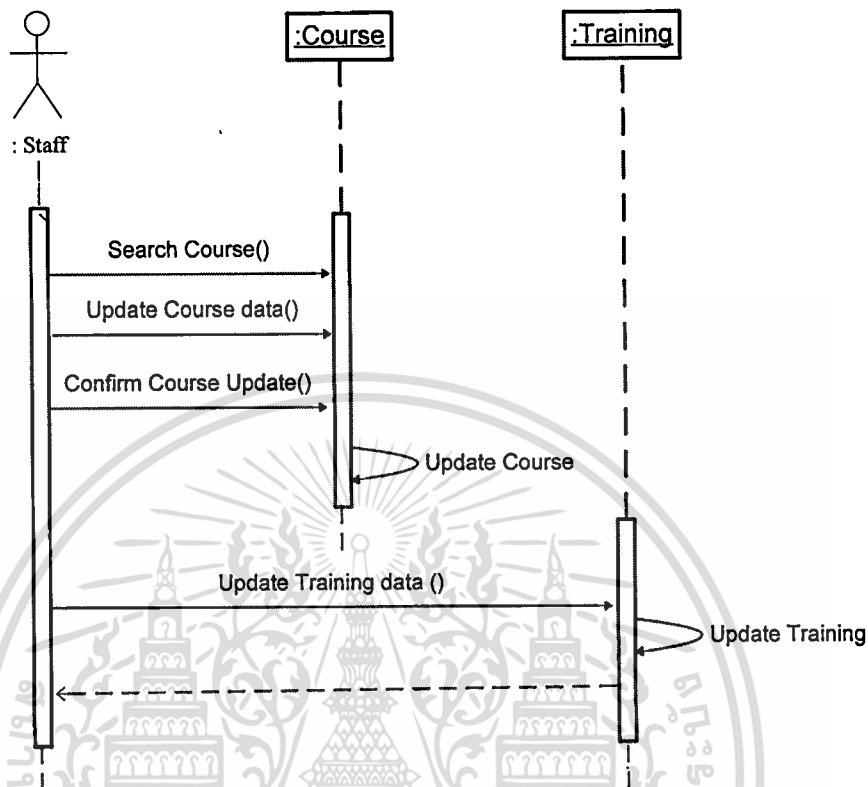 :Course
:Training
: Staff
Search Course()
Update Course data()
Confirm Course Update()
Update Course
Update Training data ()
Update Training